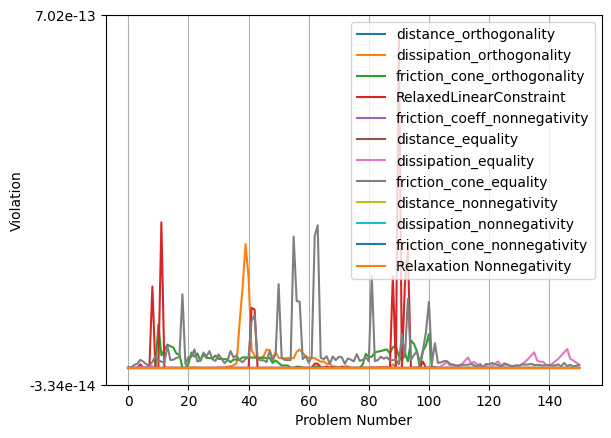 7.02e-13
distance_orthogonality
dissipation_orthogonality
friction_cone_orthogonality
RelaxedLinearConstraint
friction_coeff_nonnegativity
distance_equality
dissipation_equality
friction_cone_equality
distance_nonnegativity
dissipation_nonnegativity
friction_cone_nonnegativity
Relaxation Nonnegativity
Violation
-3.34e-14
0 20 40 60 80 100 120 140
Problem Number